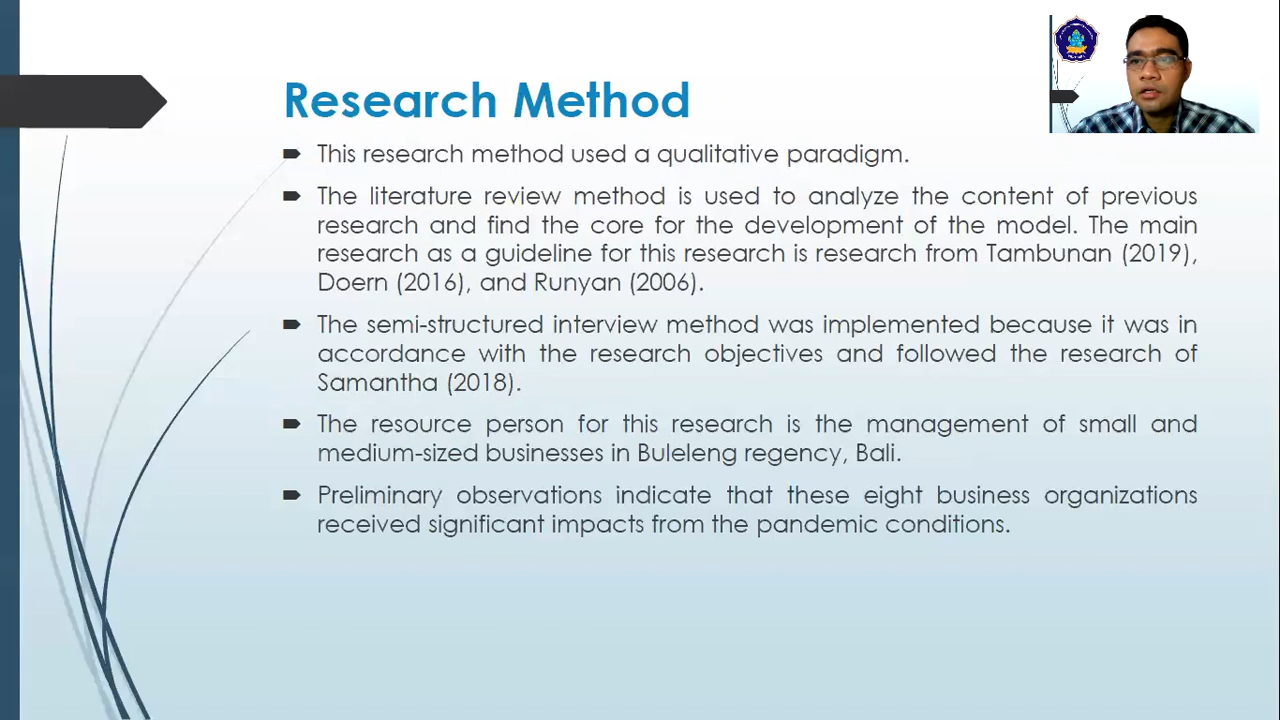 Research Method
This research method used a qualitative paradigm.
The literature review method is used to analyze the content of previous
research and find the core for the development of the model. The main
research as a guideline for this research is research from Tambunan (2019),
Doern (2016), and Runyan (2006).
The semi-structured interview method was implemented because it was in
accordance with the research objectives and followed the research of
Samantha (2018).
The resource person for this research is the management of small and
medium-sized businesses in Buleleng regency, Bali.
Preliminary observations indicate that these eight business organizations
received significant impacts from the pandemic conditions.